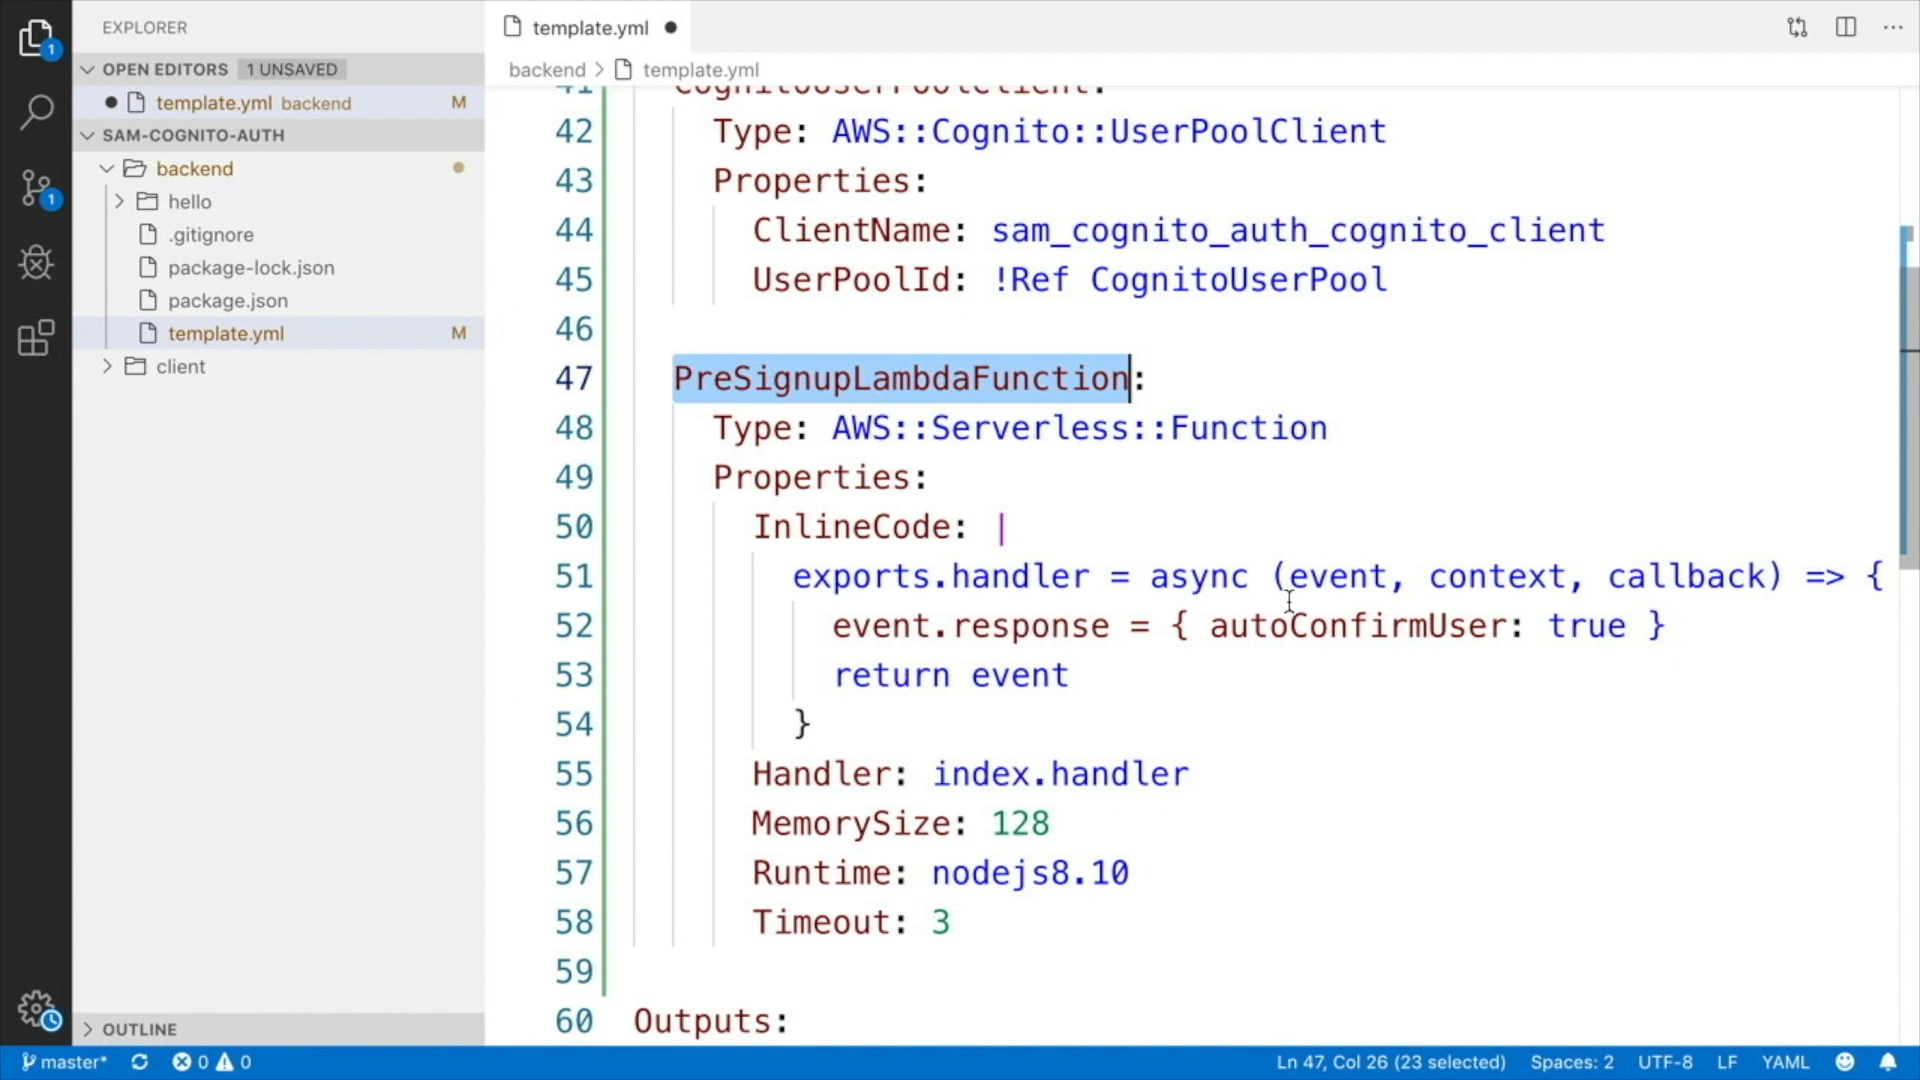 EXPLORER
OPEN EDITORS 1 UNSAVED
template.yml backend M
SAM-COGNITO-AUTH
backend
hello
.gitignore
package-lock.json
package.json
template.yml M
client
OUTLINE
1
1
template.yml
backend > template.yml
41 CognitoUserPoolClient:
42 Type: AWS::Cognito::UserPoolClient
43 Properties:
44 ClientName: sam_cognito_auth_cognito_client
45 UserPoolId: !Ref CognitoUserPool
46
47 PreSignupLambdaFunction:
48 Type: AWS::Serverless::Function
49 Properties:
50 InlineCode: |
51 exports.handler = async (event, context, callback) => {
52 event.response = { autoConfirmUser: true }
53 return event
54 }
55 Handler: index.handler
56 MemorySize: 128
57 Runtime: nodejs8.10
58 Timeout: 3
59
60 Outputs:
master* 0 0 Ln 47, Col 26 (23 selected) Spaces: 2 UTF-8 LF YAML